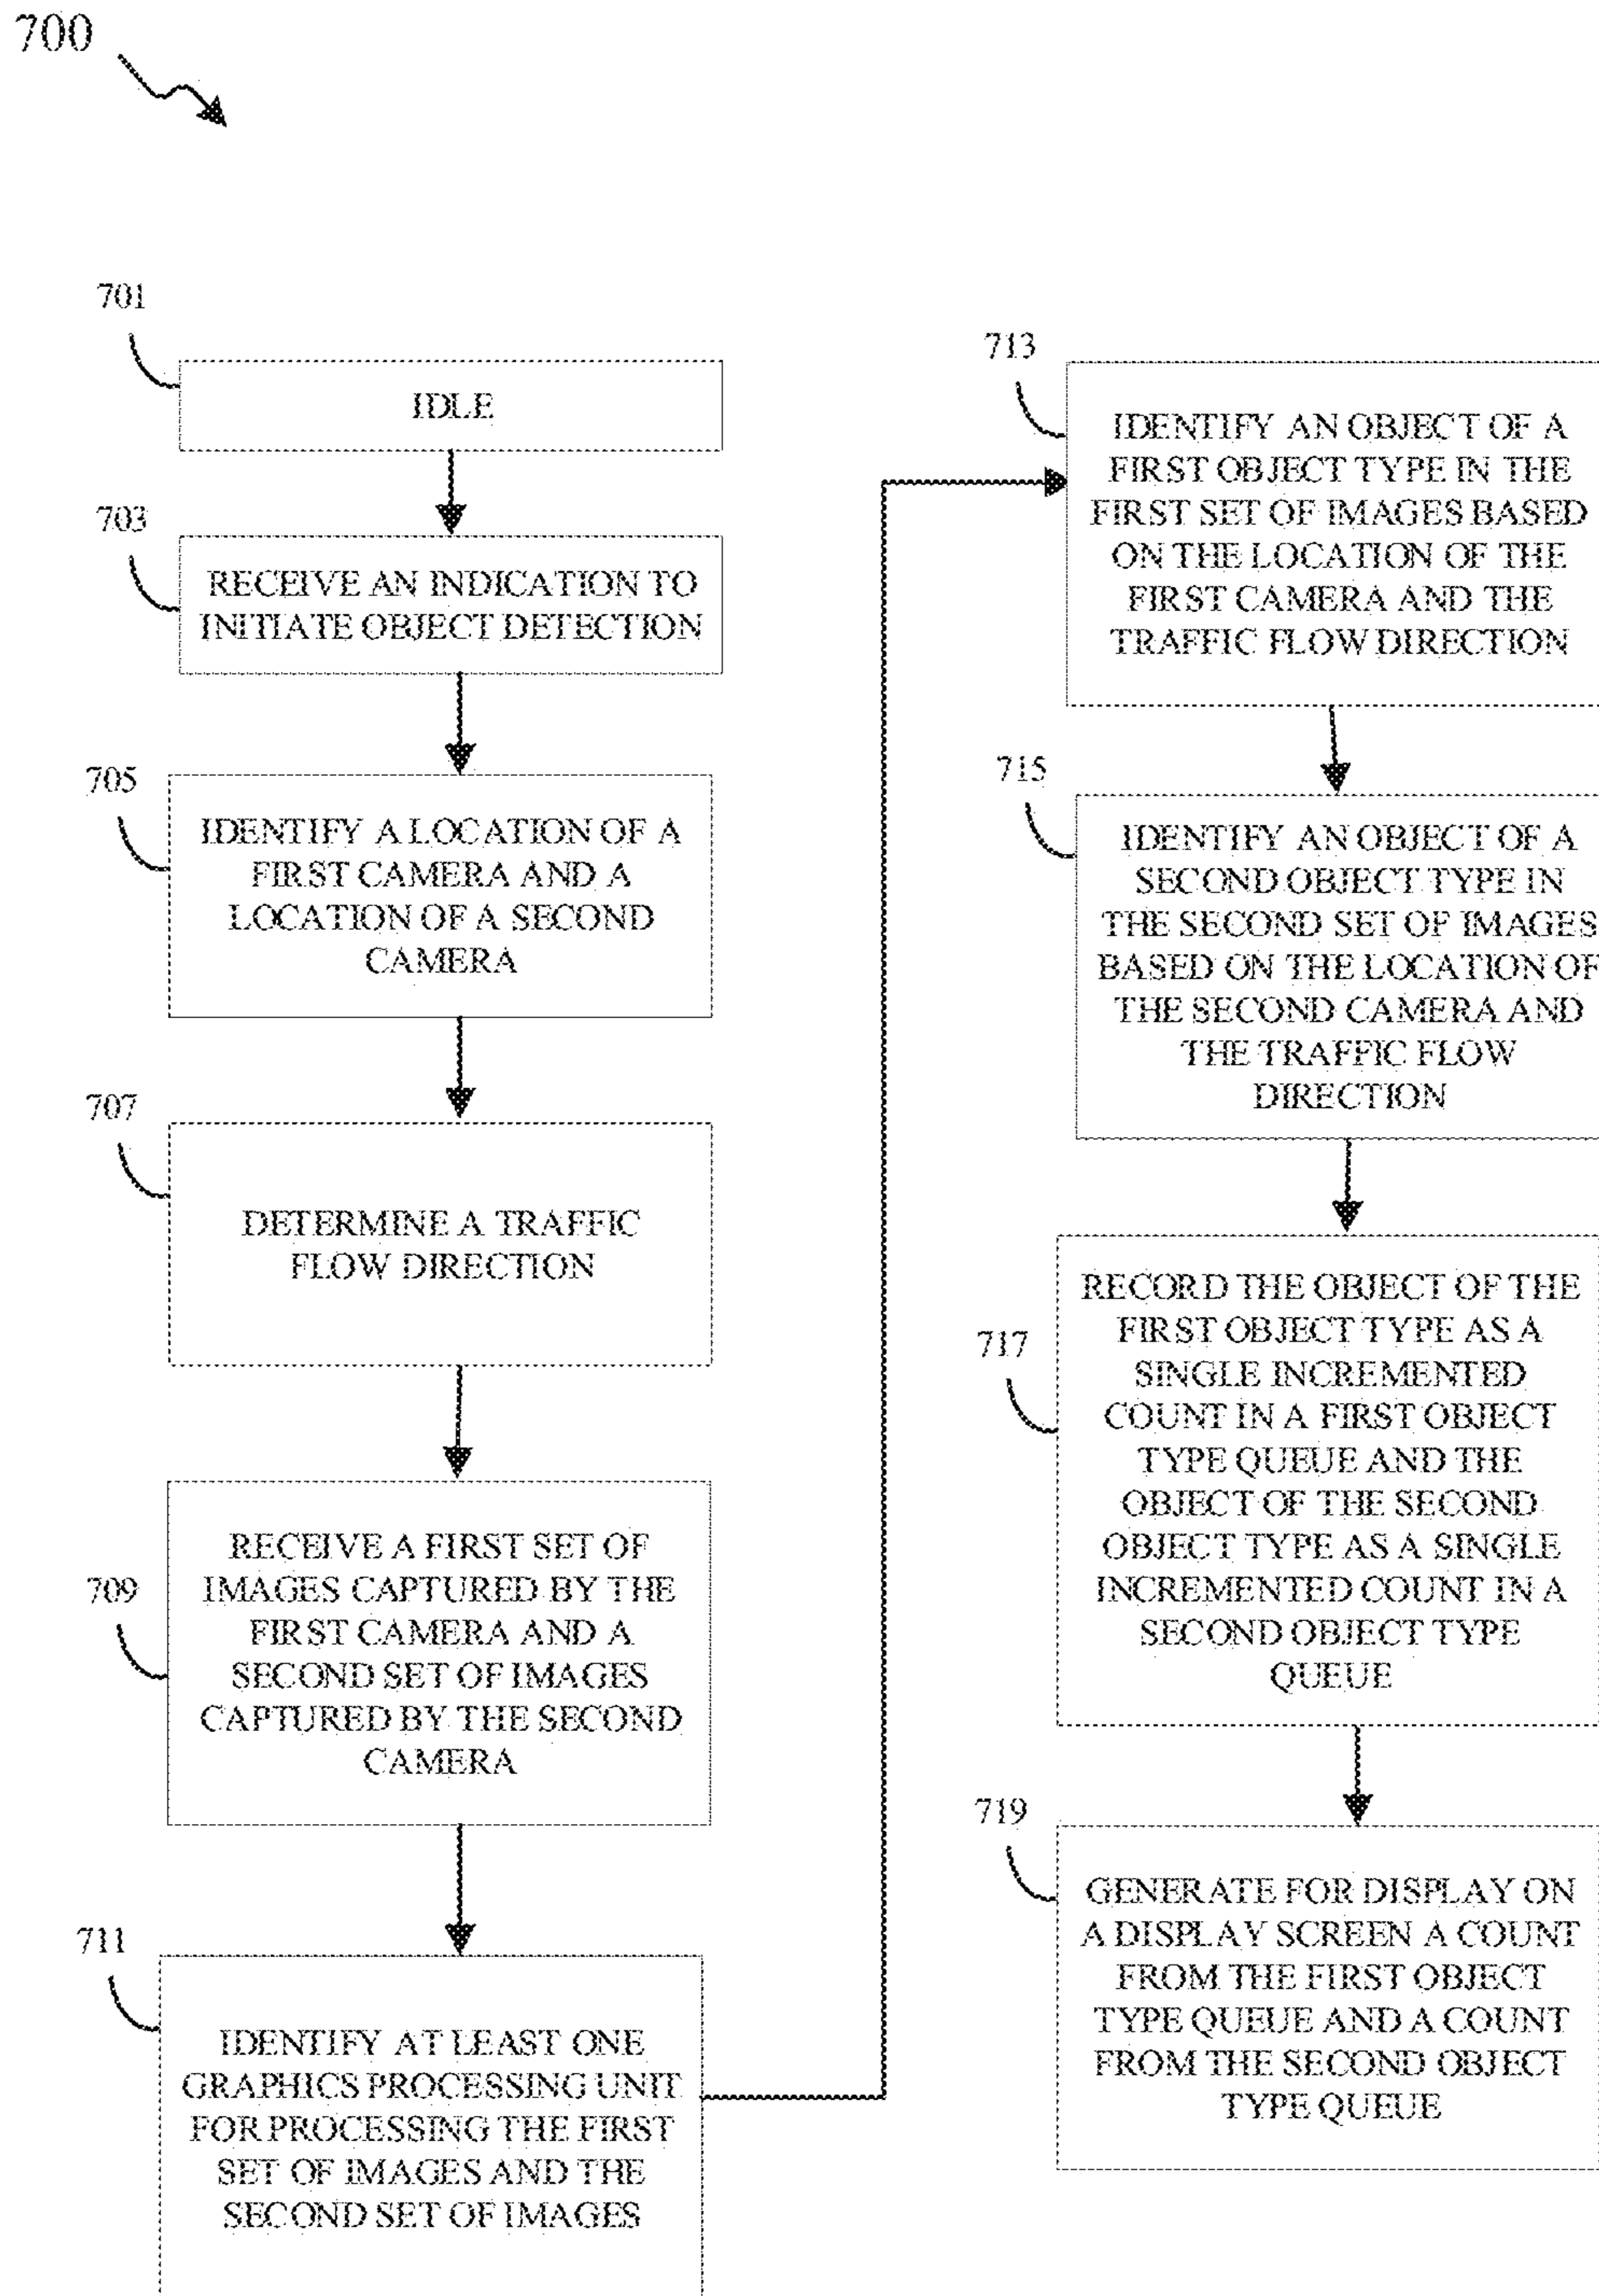 700
701
IDLE
703
RECEIVE AN INDICATION TO
INITIATE OBJECT DETECTION
705
IDENTIFY A LOCATION OF A
FIRST CAMERA AND A
LOCATION OF A SECOND
CAMERA
707
DETERMINE A TRAFFIC
FLOW DIRECTION
709
RECEIVE A FIRST SET OF
IMAGES CAPTURED BY THE
FIRST CAMERA AND A
SECOND SET OF IMAGES
CAPTURED BY THE SECOND
CAMERA
711
IDENTIFY AT LEAST ONE
GRAPHICS PROCESSING UNIT
FOR PROCESSING THE FIRST
SET OF IMAGES AND THE
SECOND SET OF IMAGES
713
IDENTIFY AN OBJECT OF A
FIRST OBJECT TYPE IN THE
FIRST SET OF IMAGES BASED
ON THE LOCATION OF THE
FIRST CAMERA AND THE
TRAFFIC FLOW DIRECTION
715
IDENTIFY AN OBJECT OF A
SECOND OBJECT TYPE IN
THE SECOND SET OF IMAGES
BASED ON THE LOCATION OF
THE SECOND CAMERA AND
THE TRAFFIC FLOW
DIRECTION
717
RECORD THE OBJECT OF THE
FIRST OBJECT TYPE AS A
SINGLE INCREMENTED
COUNT IN A FIRST OBJECT
TYPE QUEUE AND THE
OBJECT OF THE SECOND
OBJECT TYPE AS A SINGLE
INCREMENTED COUNT IN A
SECOND OBJECT TYPE
QUEUE
719
GENERATE FOR DISPLAY ON
A DISPLAY SCREEN A COUNT
FROM THE FIRST OBJECT
TYPE QUEUE AND A COUNT
FROM THE SECOND OBJECT
TYPE QUEUE